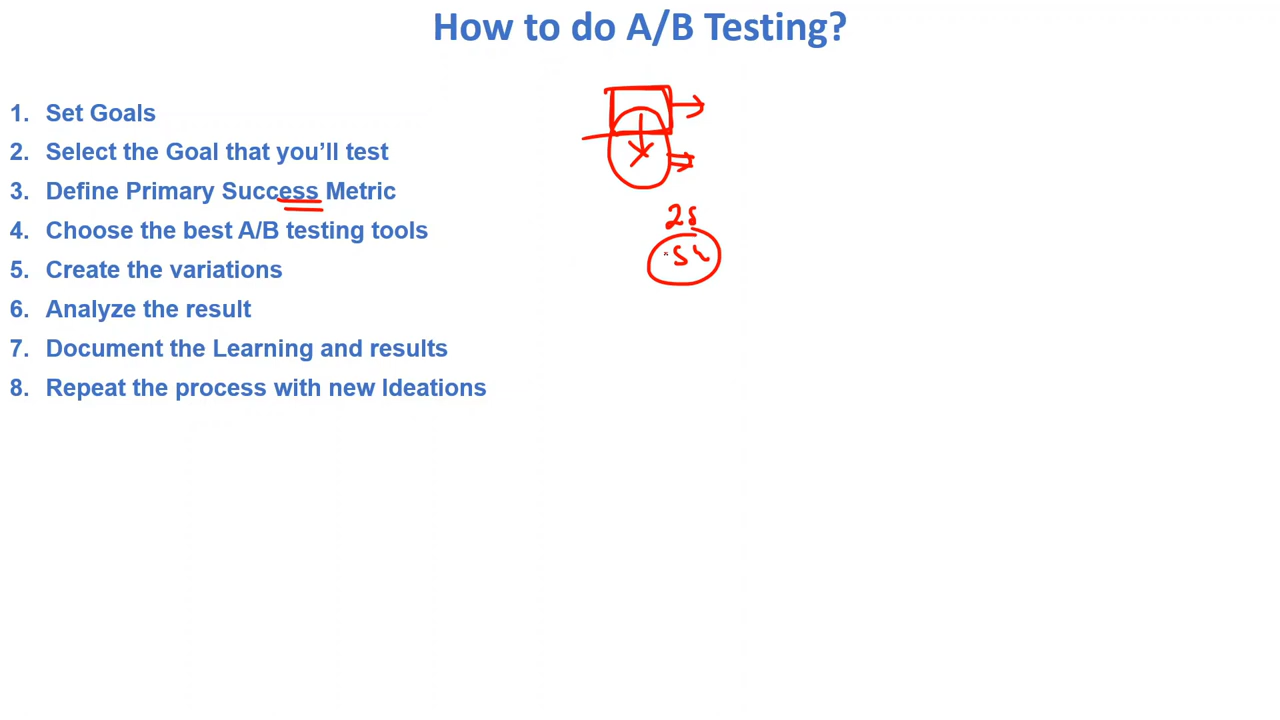 How to do A/B Testing?
1. Set Goals
2. Select the Goal that you'll test
3. Define Primary Success Metric
4. Choose the best A/B testing tools
5. Create the variations
6. Analyze the result
7. Document the Learning and results
8. Repeat the process with new Ideations